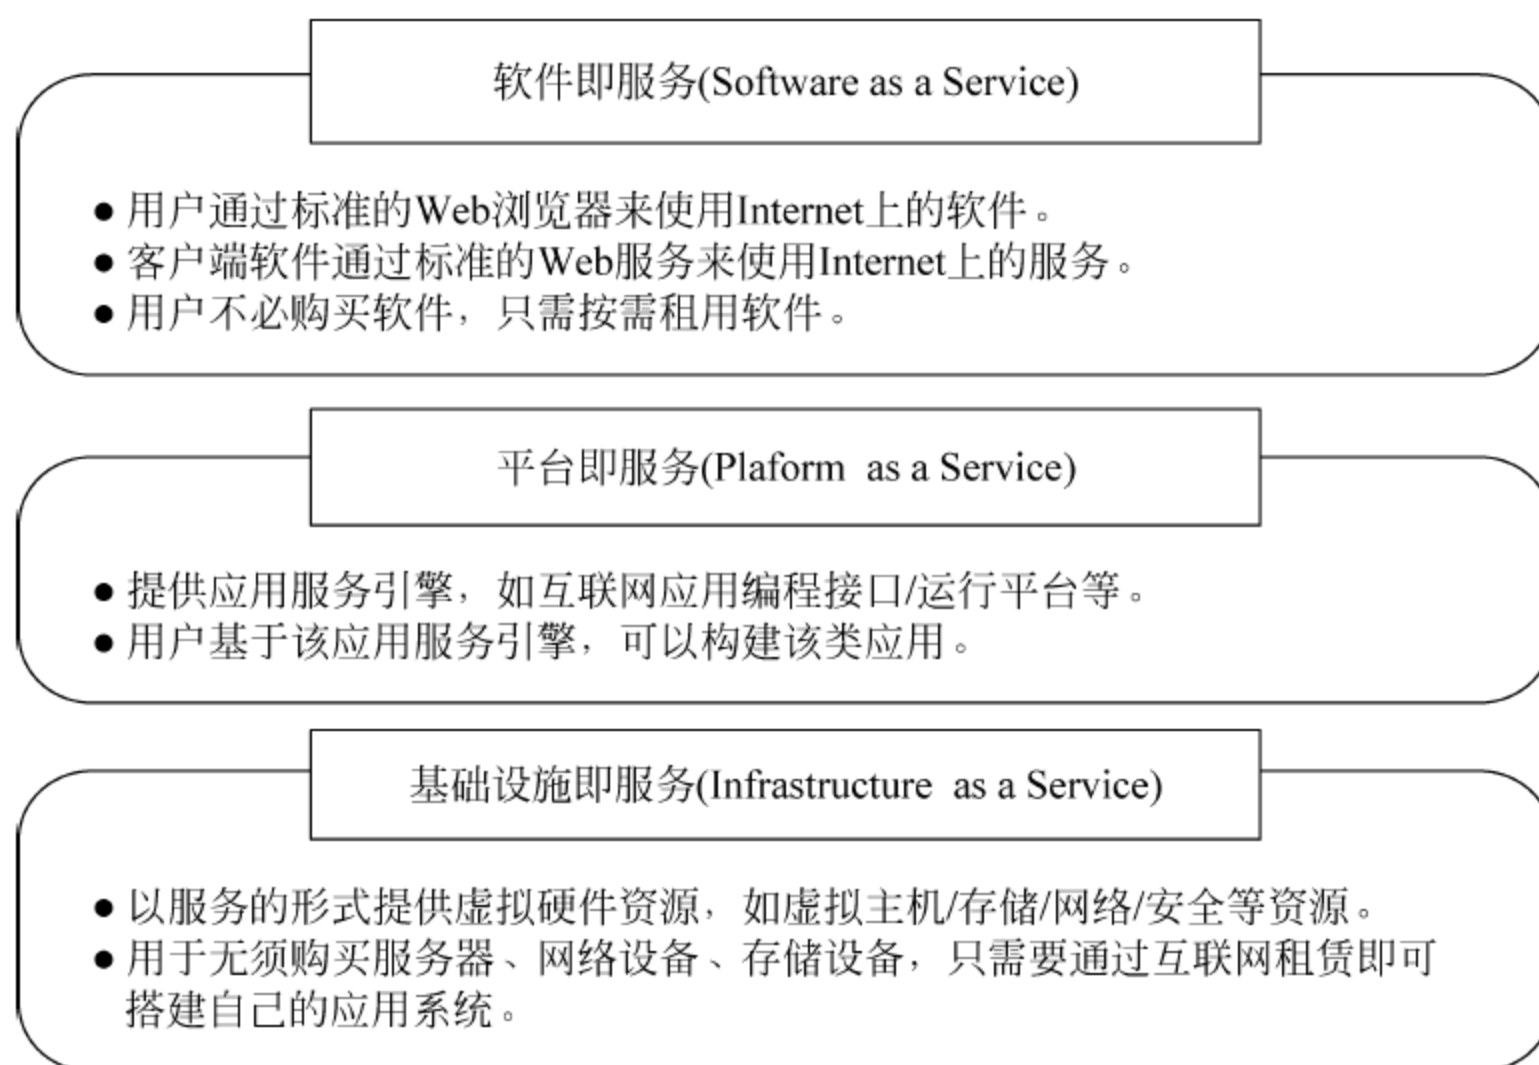 软件即服务(Software as a Service)
● 用户通过标准的Web浏览器来使用Internet上的软件。
● 客户端软件通过标准的Web服务来使用Internet上的服务。
● 用户不必购买软件，只需按需租用软件。
平台即服务(Plaform as a Service)
● 提供应用服务引擎，如互联网应用编程接口/运行平台等。
● 用户基于该应用服务引擎，可以构建该类应用。
基础设施即服务(Infrastructure as a Service)
● 以服务的形式提供虚拟硬件资源，如虚拟主机/存储/网络/安全等资源。
● 用于无须购买服务器、网络设备、存储设备，只需要通过互联网租赁即可
搭建自己的应用系统。